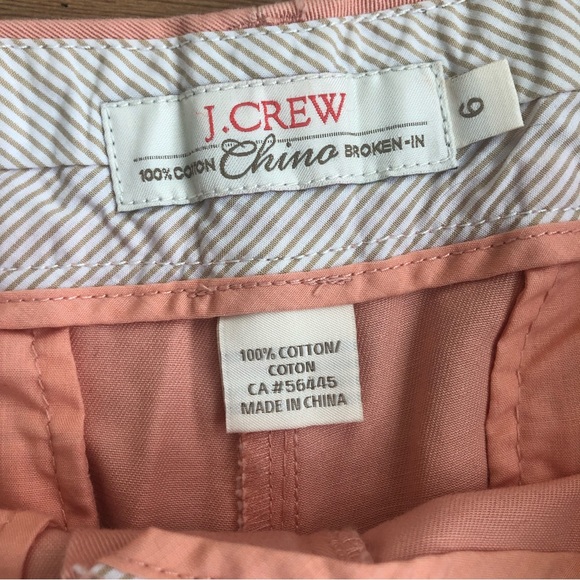 J.CREW
100% COTTON Chino BROKEN-IN
6
100% COTTON/
COTON
CA #56445
MADE IN CHINA